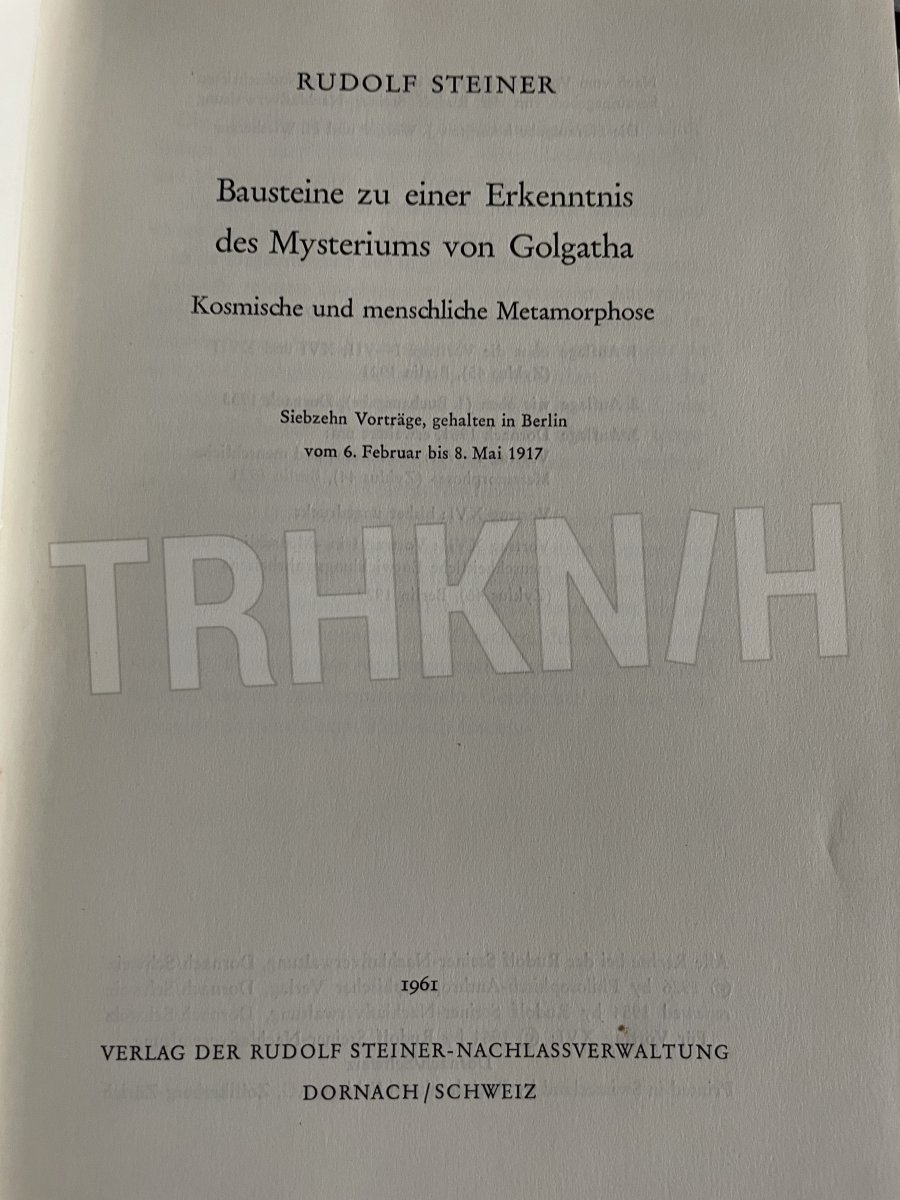 RUDOLF STEINER
Bausteine zu einer Erkenntnis
des Mysteriums von Golgatha
Kosmische und menschliche Metamorphose
Siebzehn Vorträge, gehalten in Berlin
vom 6. Februar bis 8. Mai 1917
TRHKN/H
1961
VERLAG DER RUDOLF STEINER-NACHLASSVERWALTUNG
DORNACH/SCHWEIZ